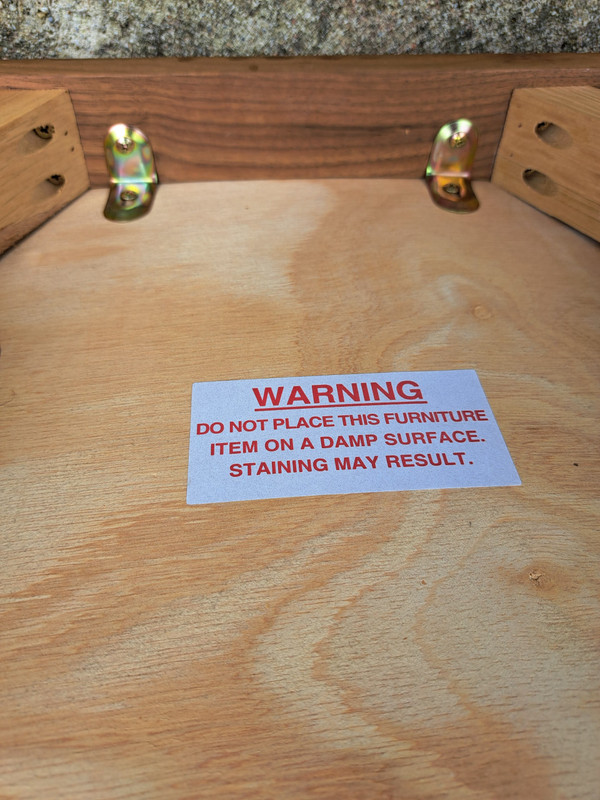 WARNING
DO NOT PLACE THIS FURNITURE
ITEM ON A DAMP SURFACE.
STAINING MAY RESULT.